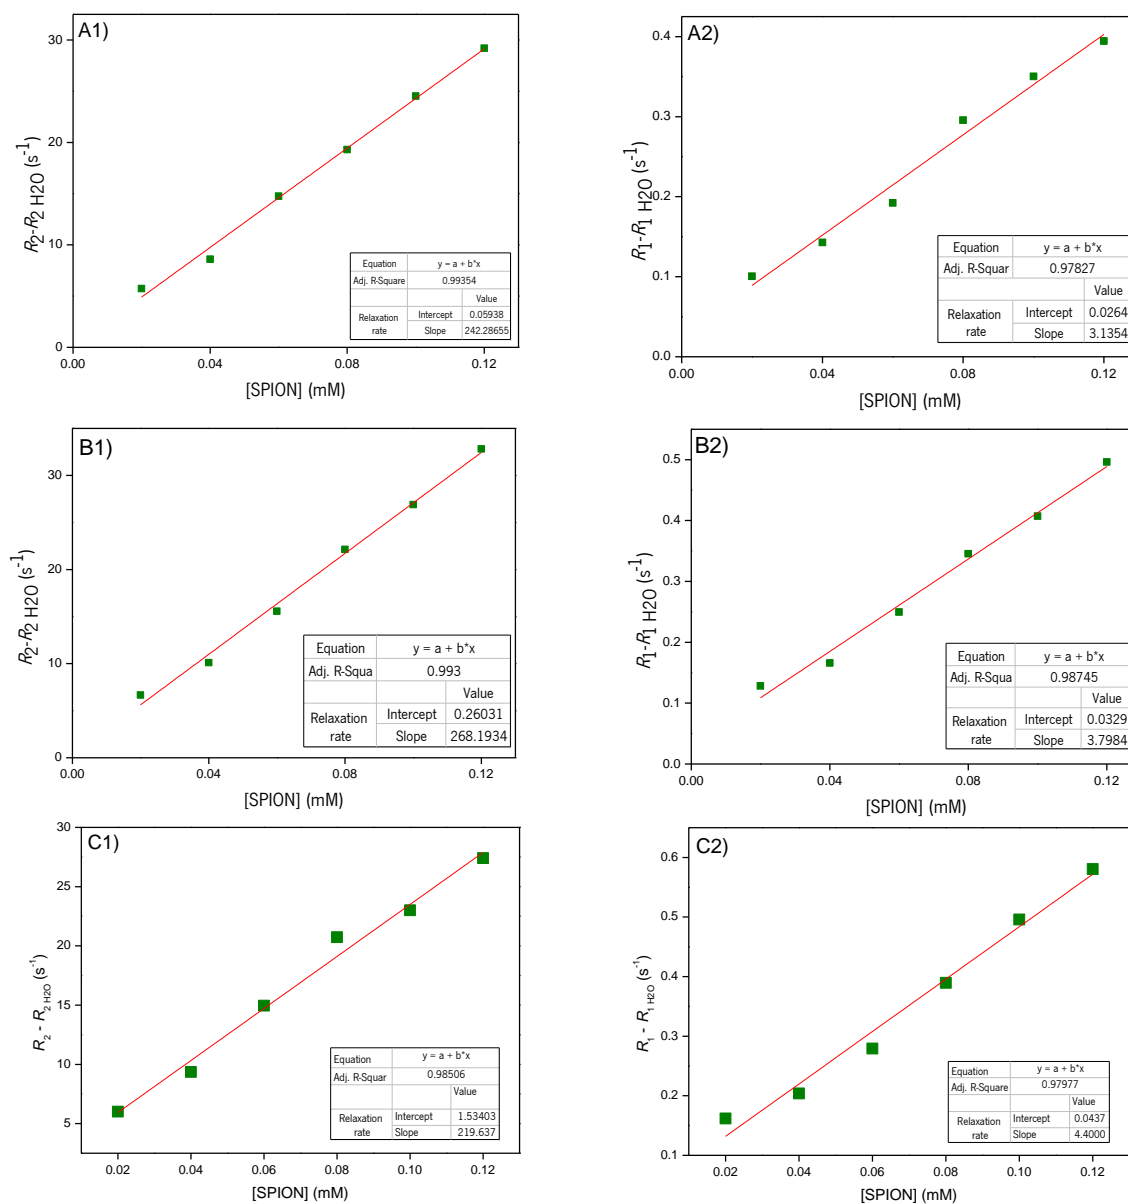 A1)
30
20
10
0
0.00 0.04 0.08 0.12
R2-R2 H2O (s-1)
[SPION] (mM)
Equation y = a + b*x
Adj. R-Squar 0.99354
Value
Relaxation rate Intercept 0.05938
Slope 242.28655
A2)
0.4
0.3
0.2
0.1
0.0
0.00 0.04 0.08 0.12
R1-R1 H2O (s-1)
[SPION] (mM)
Equation y = a + b*x
Adj. R-Squar 0.97827
Value
Relaxation rate Intercept 0.0264
Slope 3.1354
B1)
30
20
10
0
0.00 0.04 0.08 0.12
R2-R2 H2O (s-1)
[SPION] (mM)
Equation y = a + b*x
Adj. R-Squa 0.993
Value
Relaxation rate Intercept 0.26031
Slope 268.1934
B2)
0.5
0.4
0.3
0.2
0.1
0.0
0.00 0.04 0.08 0.12
R1-R1 H2O (s-1)
[SPION] (mM)
Equation y = a + b*x
Adj. R-Squa 0.98745
Value
Relaxation rate Intercept 0.0329
Slope 3.7984
C1)
30
25
20
15
10
5
0.02 0.04 0.06 0.08 0.10 0.12
R2 - R2 H2O (s-1)
[SPION] (mM)
Equation y = a + b*x
Adj. R-Squar 0.98506
Value
Relaxation rate Intercept 1.53403
Slope 219.637
C2)
0.6
0.5
0.4
0.3
0.2
0.1
0.02 0.04 0.06 0.08 0.10 0.12
R1 - R1 H2O (s-1)
[SPION] (mM)
Equation y = a + b*x
Adj. R-Square 0.97977
Value
Relaxation rate Intercept 0.0437
Slope 4.4000